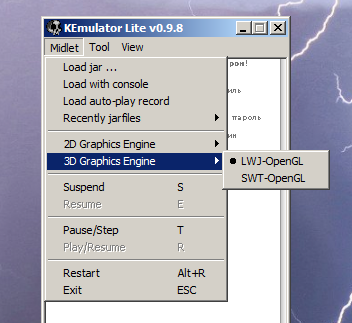 KEmulator Lite v0.9.8
Midlet Tool View
Load jar ...
Load with console
Load auto-play record
Recently jarfiles
2D Graphics Engine
3D Graphics Engine
LWJ-OpenGL
SWT-OpenGL
Suspend S
Resume E
Pause/Step T
Play/Resume R
Restart Alt+R
Exit ESC
рон!
иль
пароль
ин